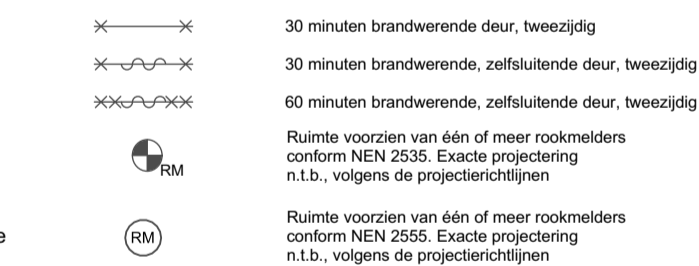 30 minuten brandwerende deur, tweezijdig
30 minuten brandwerende, zelfsluitende deur, tweezijdig
60 minuten brandwerende, zelfsluitende deur, tweezijdig
RM
Ruimte voorzien van één of meer rookmelders
conform NEN 2535. Exacte projectering
n.t.b., volgens de projectierichtlijnen
e
RM
Ruimte voorzien van één of meer rookmelders
conform NEN 2555. Exacte projectering
n.t.b., volgens de projectierichtlijnen